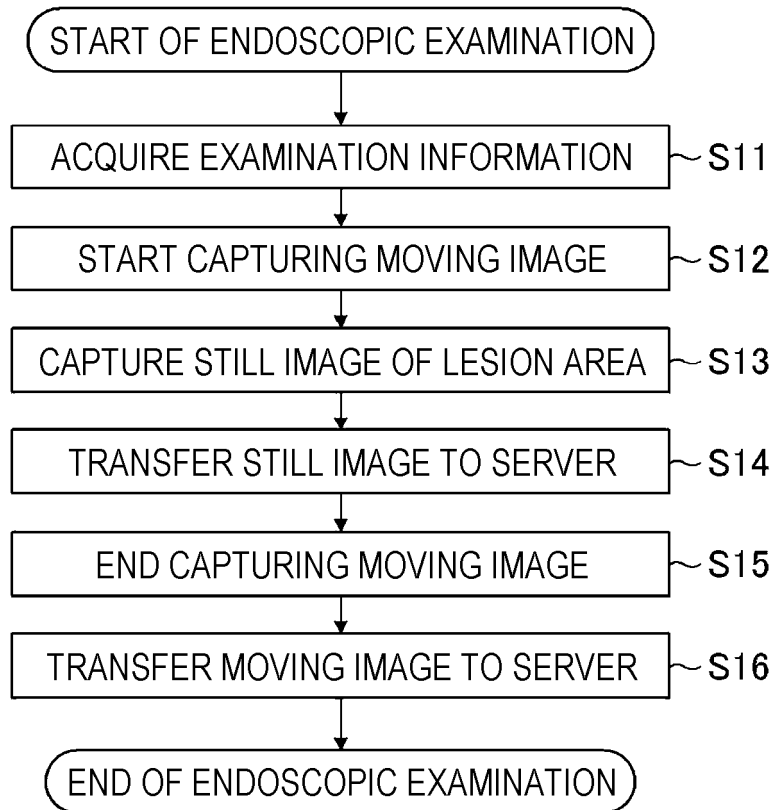 START OF ENDOSCOPIC EXAMINATION
ACQUIRE EXAMINATION INFORMATION
S11
START CAPTURING MOVING IMAGE
S12
CAPTURE STILL IMAGE OF LESION AREA
S13
TRANSFER STILL IMAGE TO SERVER
S14
END CAPTURING MOVING IMAGE
S15
TRANSFER MOVING IMAGE TO SERVER
S16
END OF ENDOSCOPIC EXAMINATION